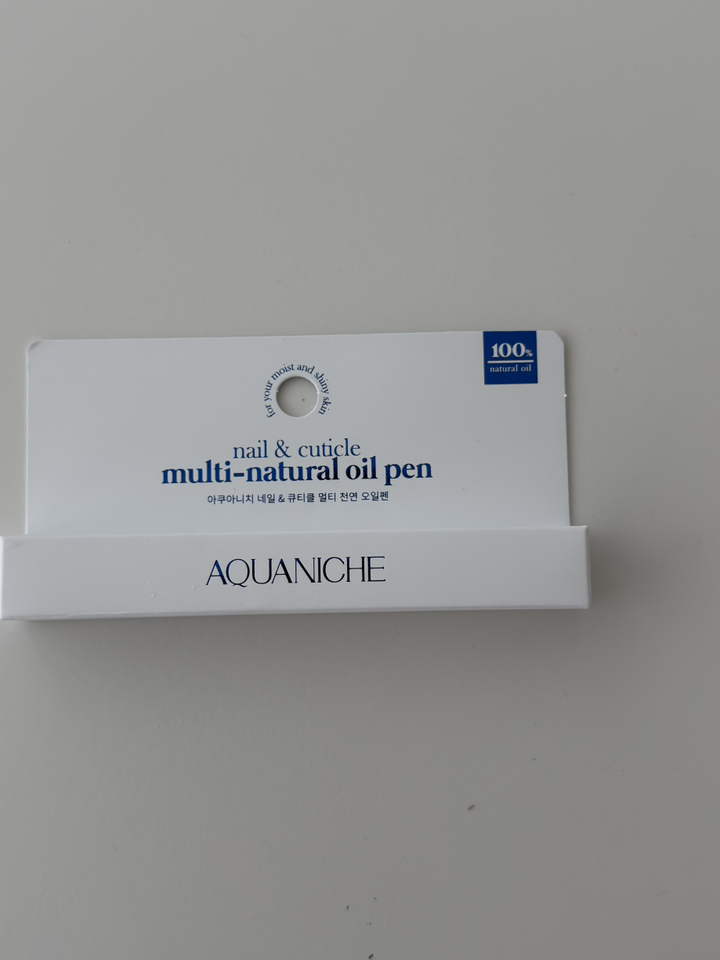 100%
natural oil
for your moist and shiny skin
nail & cuticle
multi-natural oil pen
아쿠아니치 네일 & 큐티클 멀티 천연 오일펜
AQUANICHE